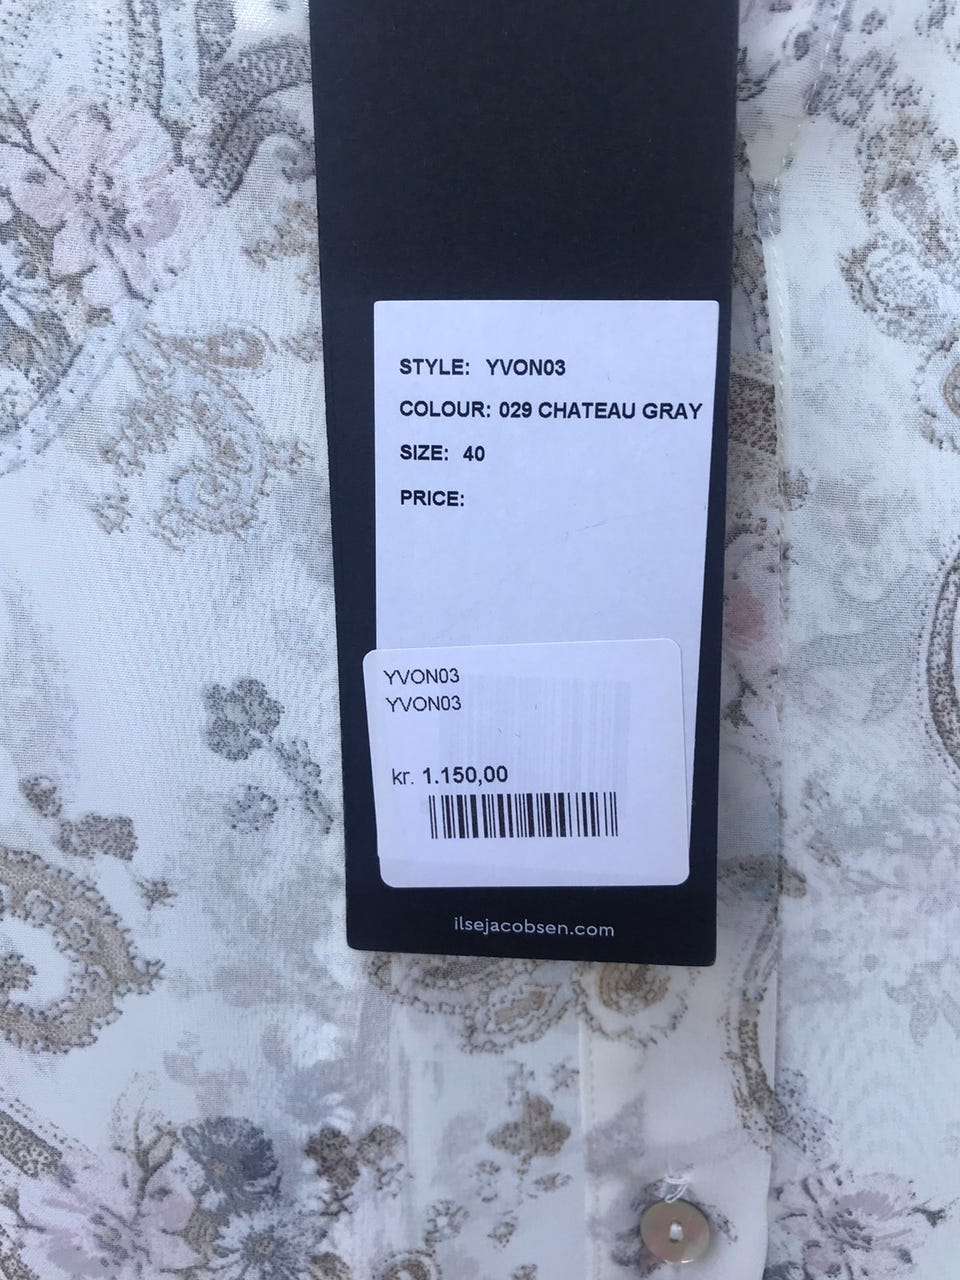 STYLE: YVON03
COLOUR: 029 CHATEAU GRAY
SIZE: 40
PRICE:
YVON03
YVON03
kr. 1.150,00
ilsejacobsen.com